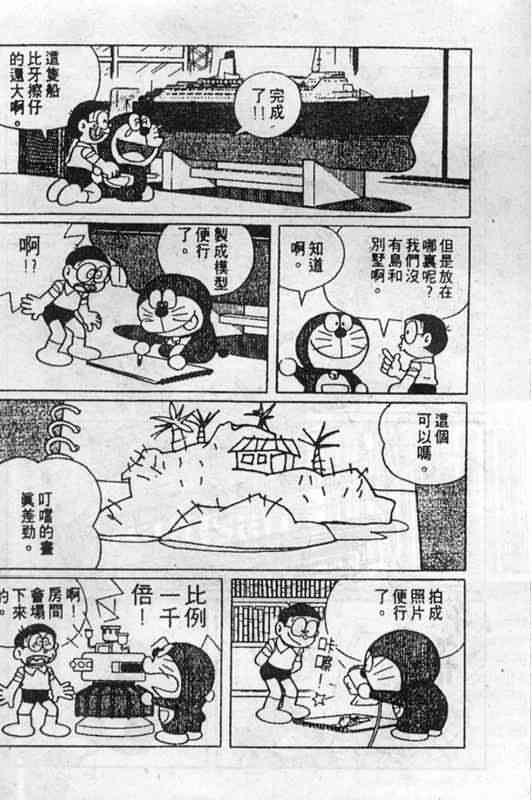 完成
了!!
這隻船
比牙擦仔
的還大啊。
但是放在
哪裏呢?
我們沒
有島和
別墅啊。
知道
啊。
製成模型
便行
了。
啊!?
這個
可以嗎。
叮噹的畫
眞差勁。
拍成
照片
便行
了。
咔嚓!
比例
一千
倍!
啊!
房間
會塌
下來
的。